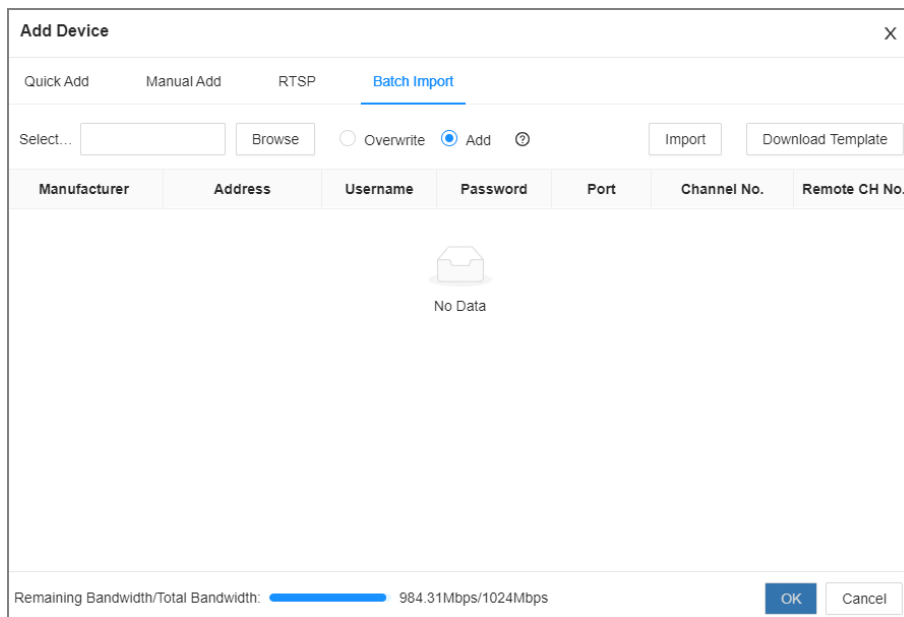 Add Device X
Quick Add Manual Add RTSP Batch Import
Select... Browse Overwrite Add ? Import Download Template
Manufacturer Address Username Password Port Channel No. Remote CH No.
No Data
Remaining Bandwidth/Total Bandwidth: 984.31Mbps/1024Mbps OK Cancel